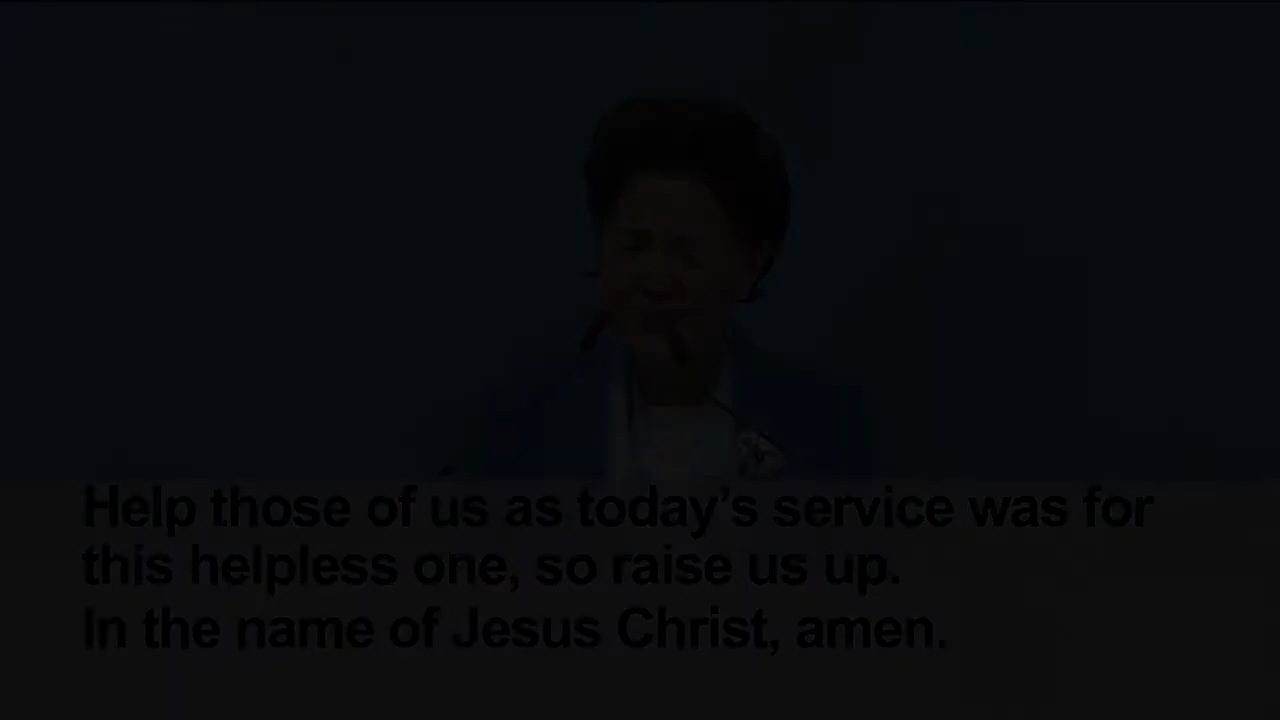 Help those of us as today's service was for
this helpless one, so raise us up.
In the name of Jesus Christ, amen.